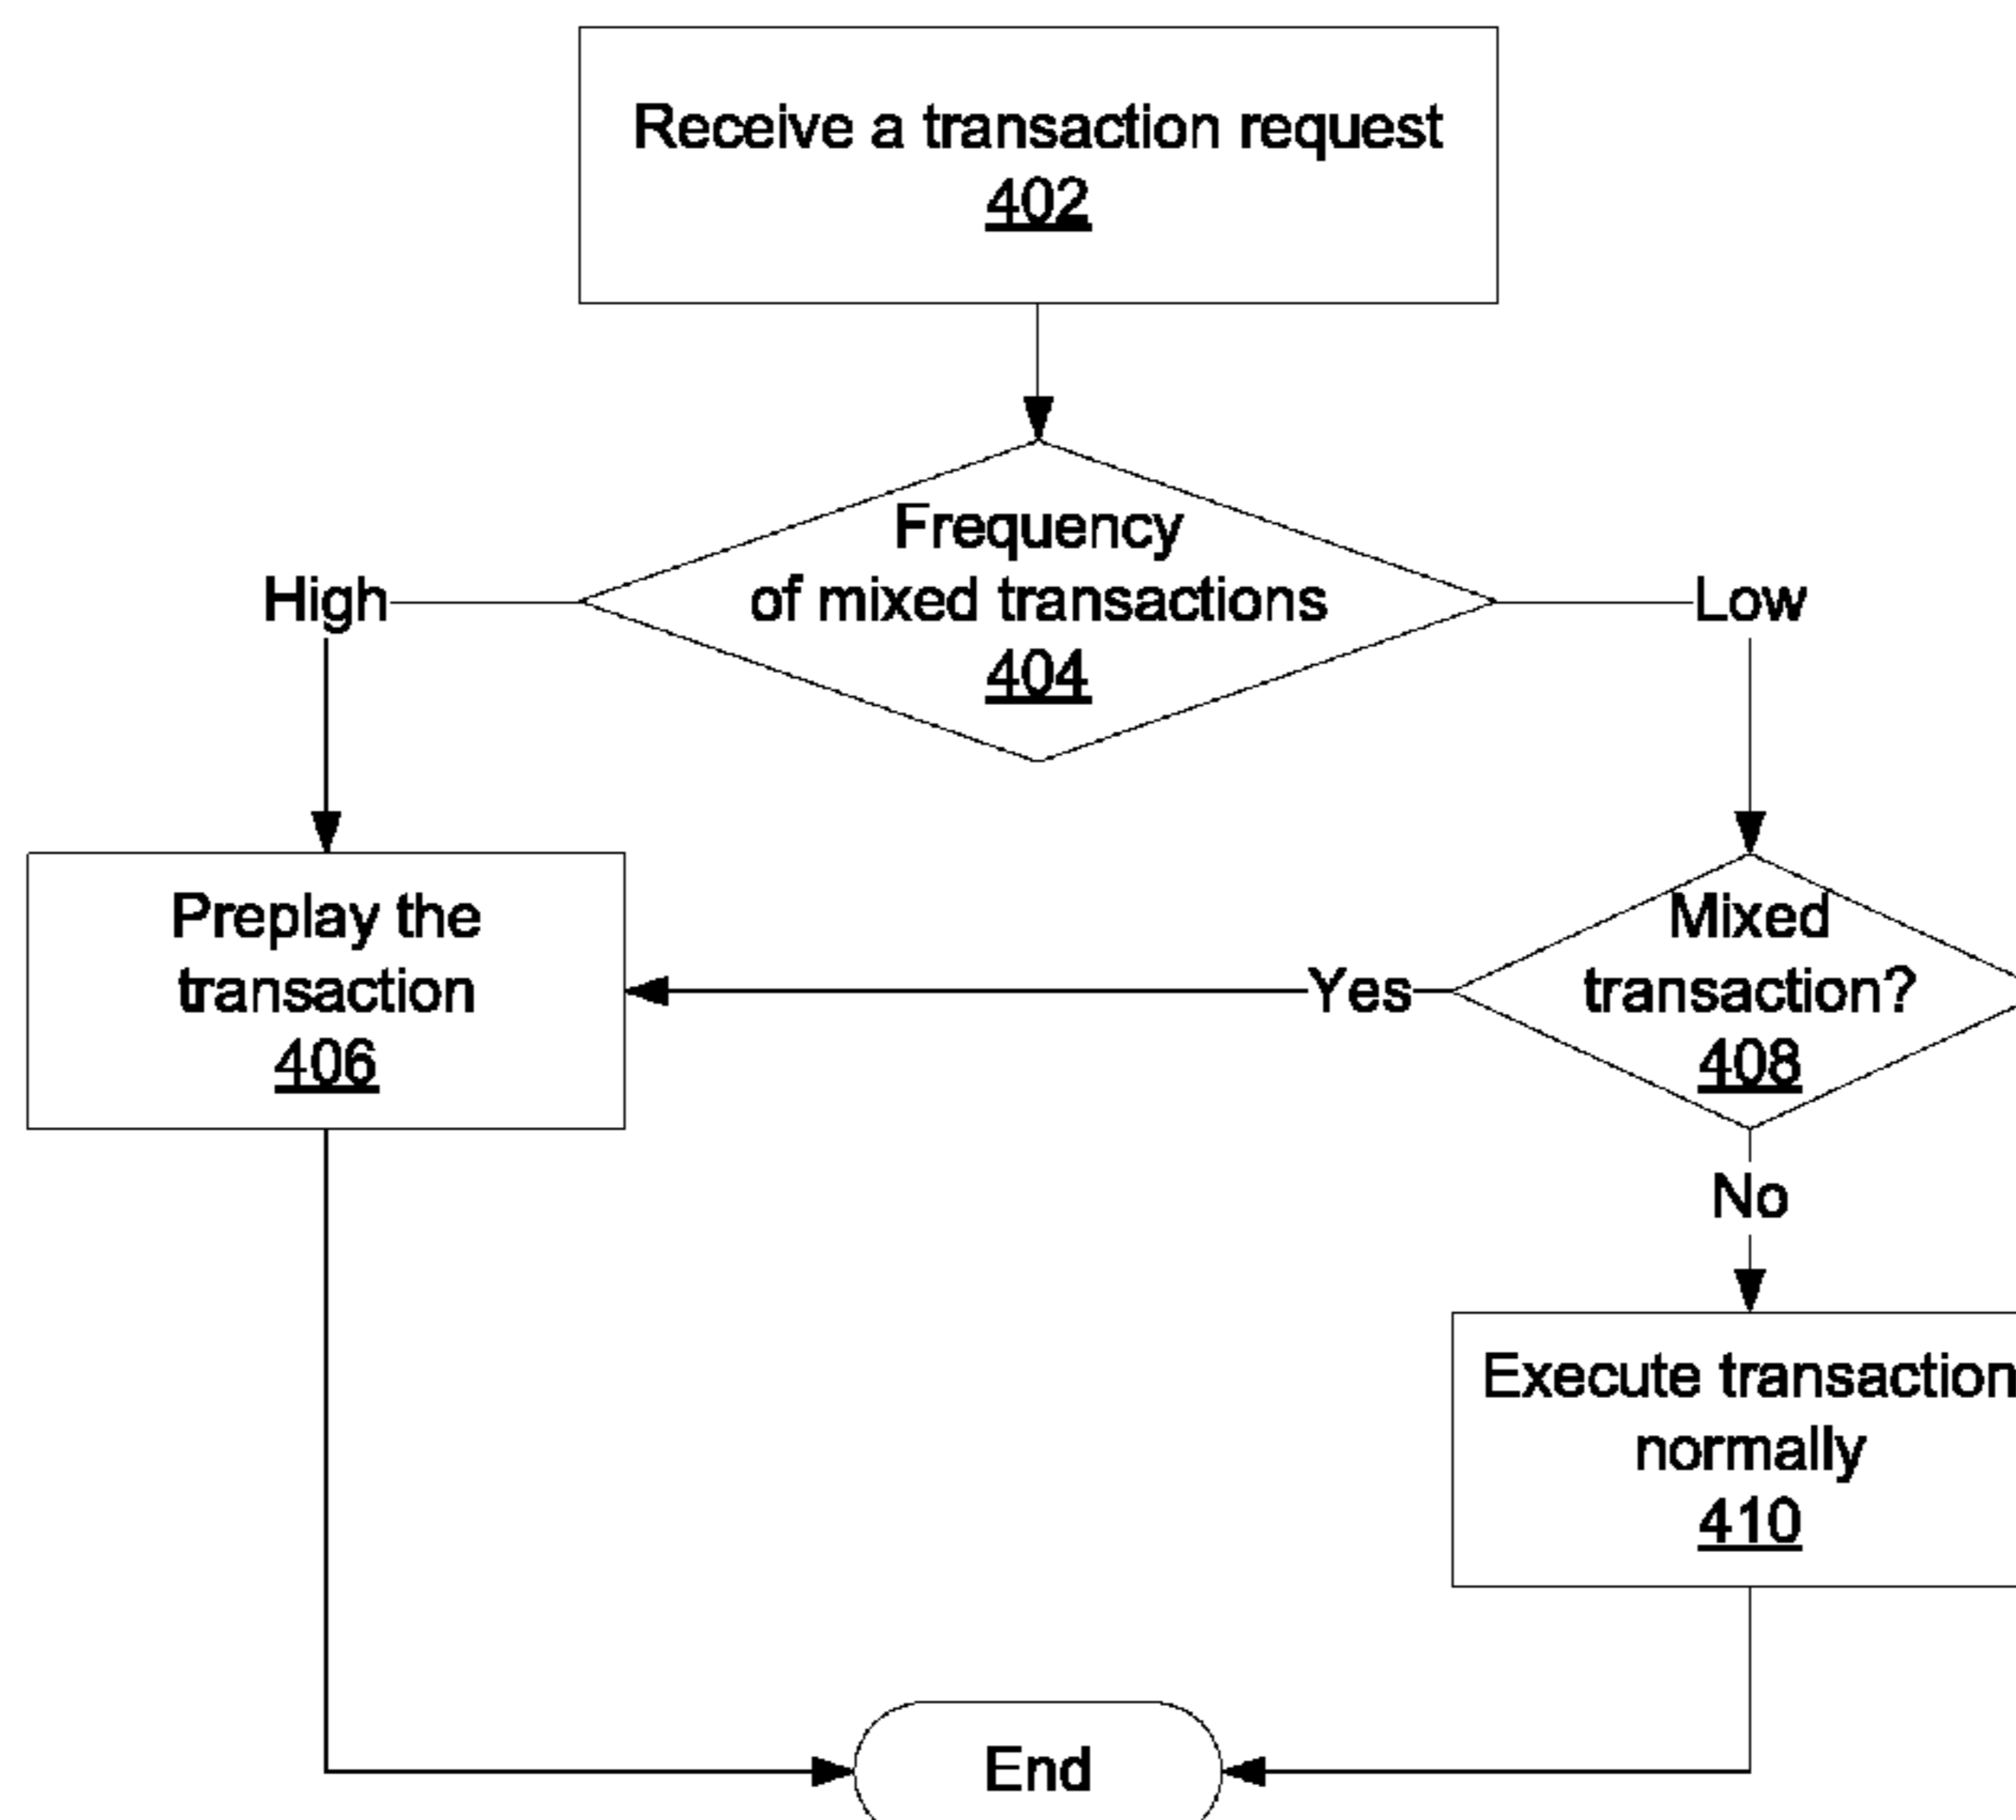 Receive a transaction request
402
Frequency
of mixed transactions
404
High
Low
Preplay the
transaction
406
Yes
Mixed
transaction?
408
No
Execute transaction
normally
410
End